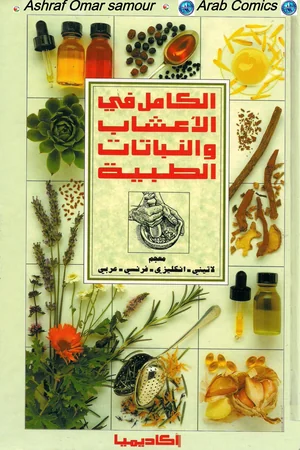 Ashraf Omar samour
Arab Comics
الكامل في
الأعشاب
والنباتات
الطبية
معجم
لاتيني - انكليزي - فرنسي - عربي
أكاديميا